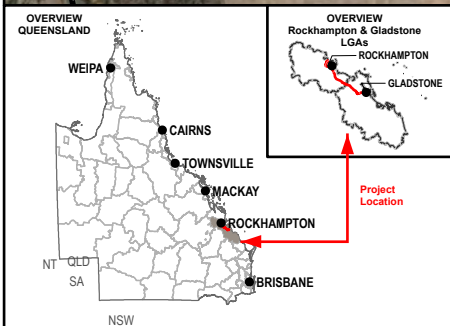 OVERVIEW
QUEENSLAND
WEIPA
CAIRNS
TOWNSVILLE
MACKAY
ROCKHAMPTON
BRISBANE
NT
QLD
SA
NSW
OVERVIEW
Rockhampton & Gladstone
LGAs
ROCKHAMPTON
GLADSTONE
Project
Location